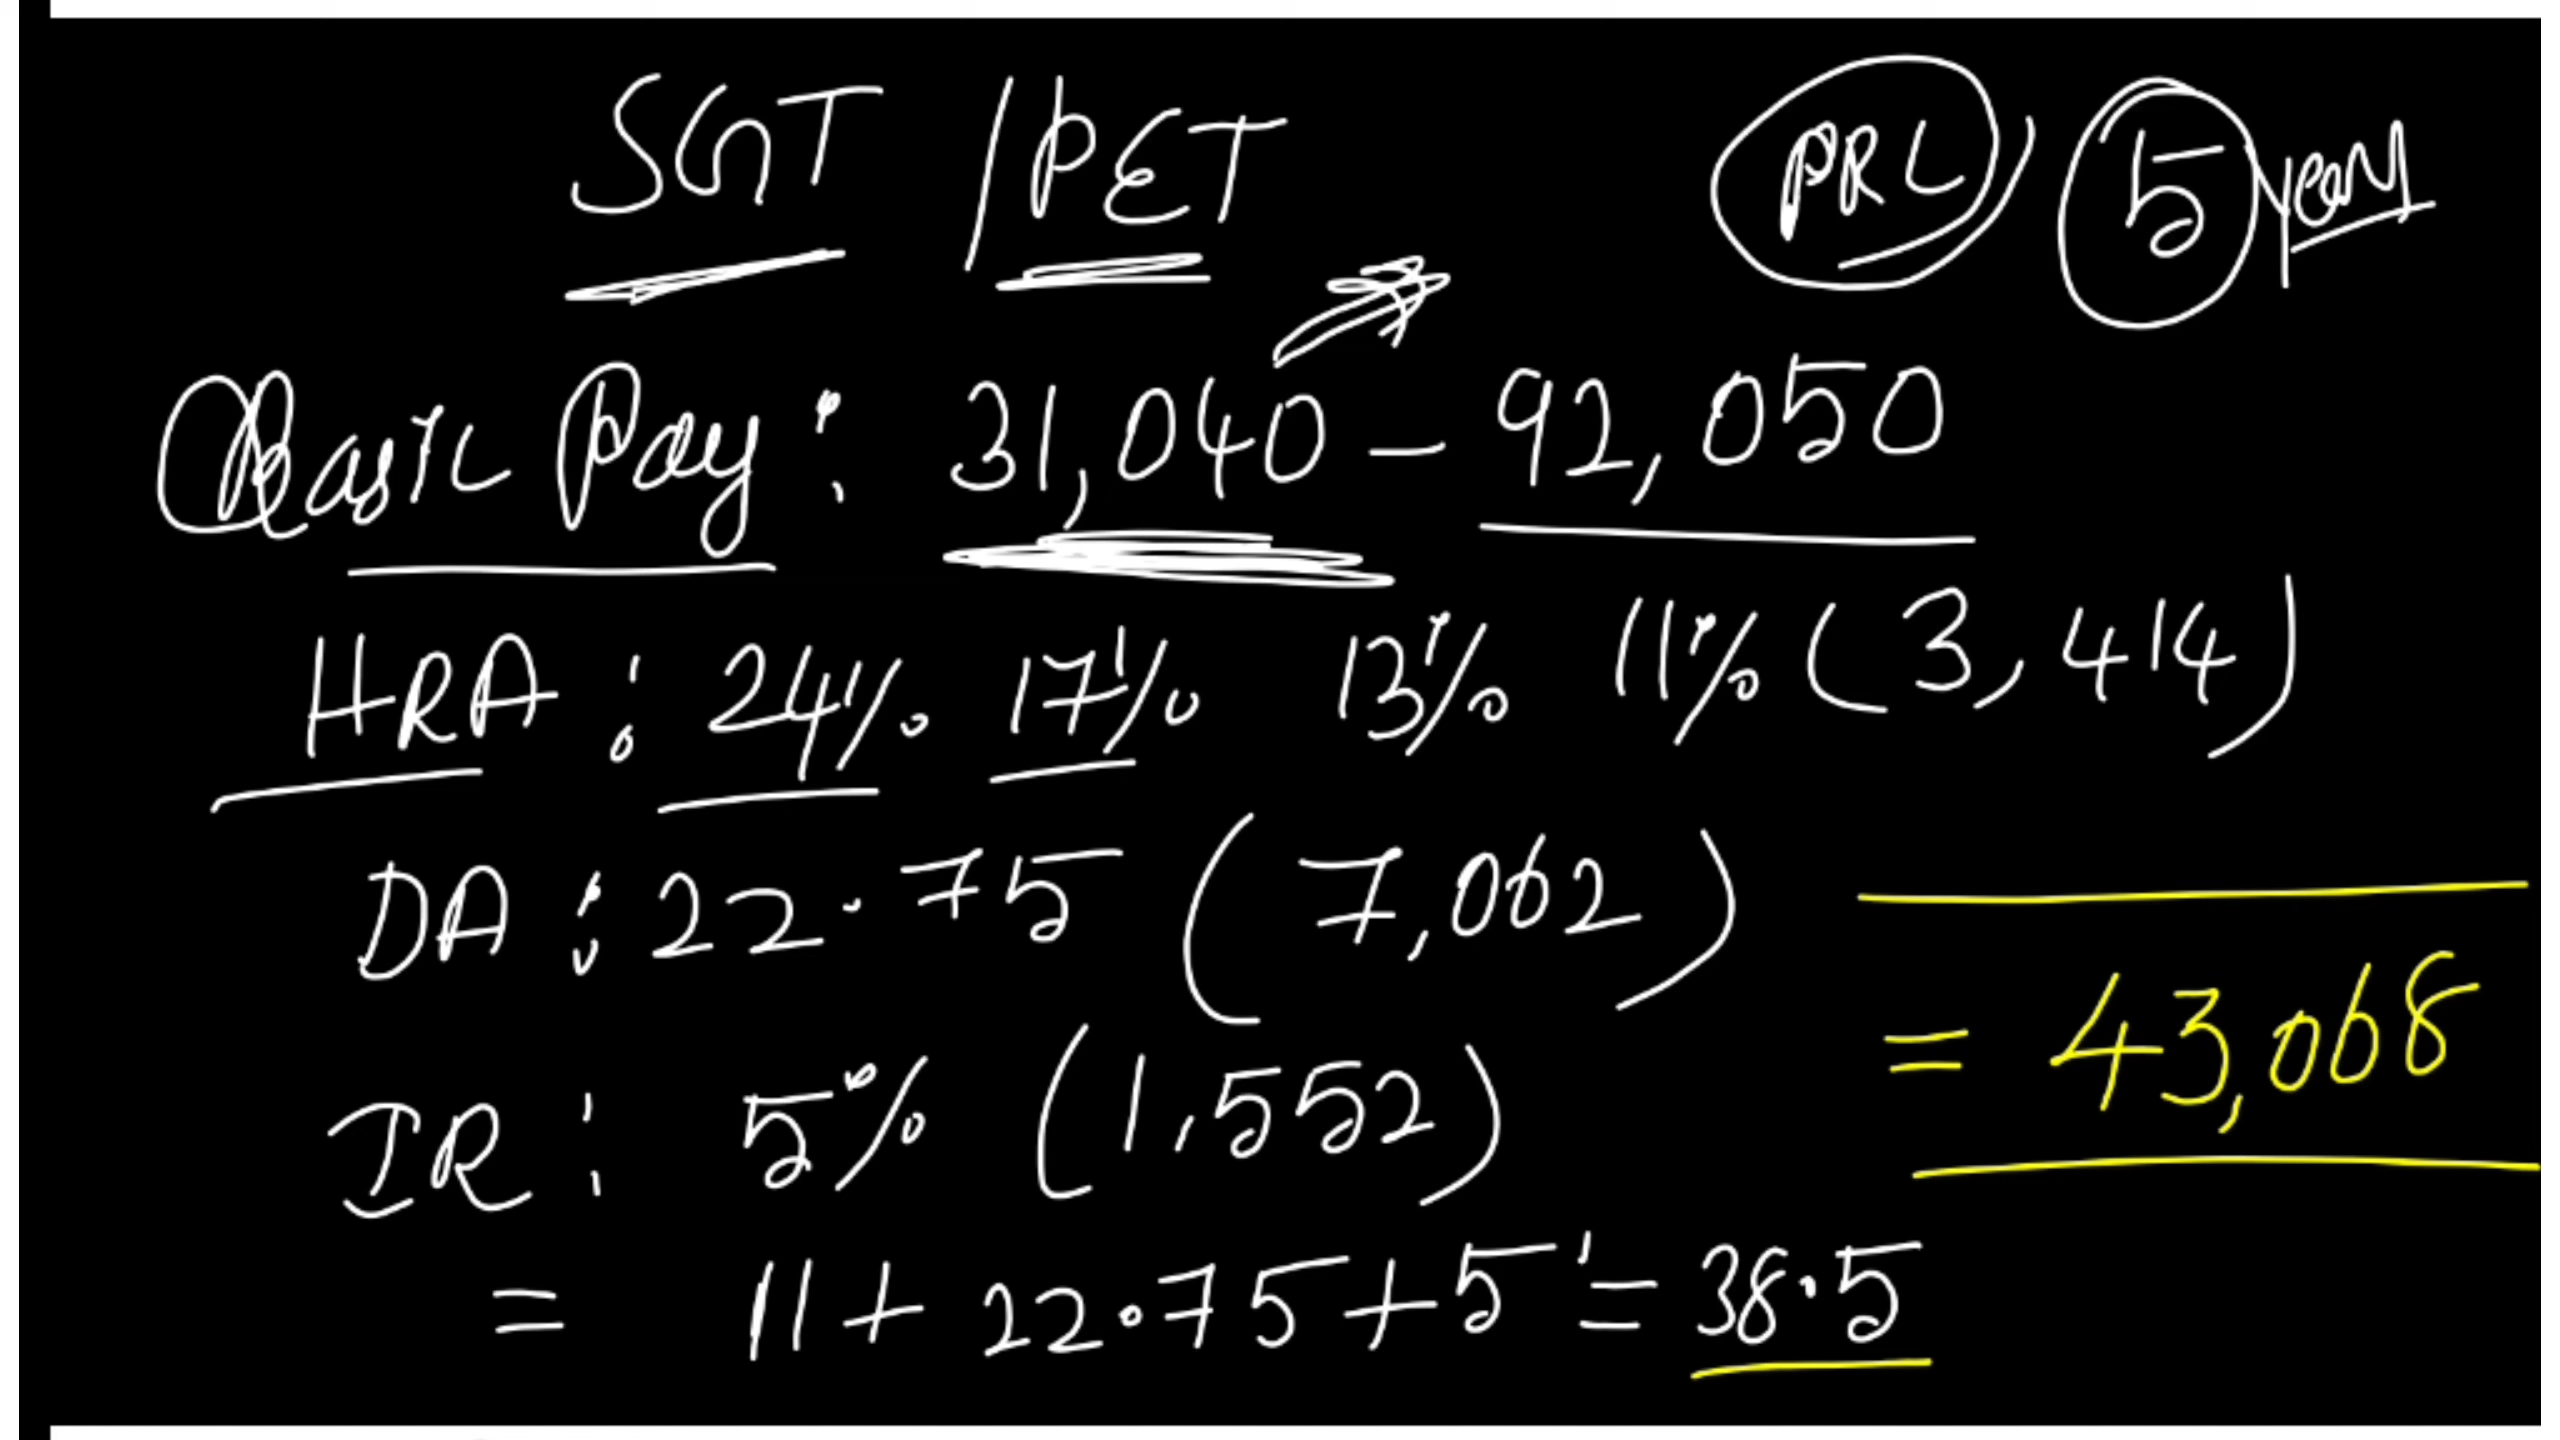 SGT / PET PRC, 5 years
Basic Pay : 31,040 - 92,050
HRA : 24% 17% 13% 11% (3,414)
DA : 22.75 (7,062)
= 43,068
IR : 5% (1,552)
= 11 + 22.75 + 5 = 38.5